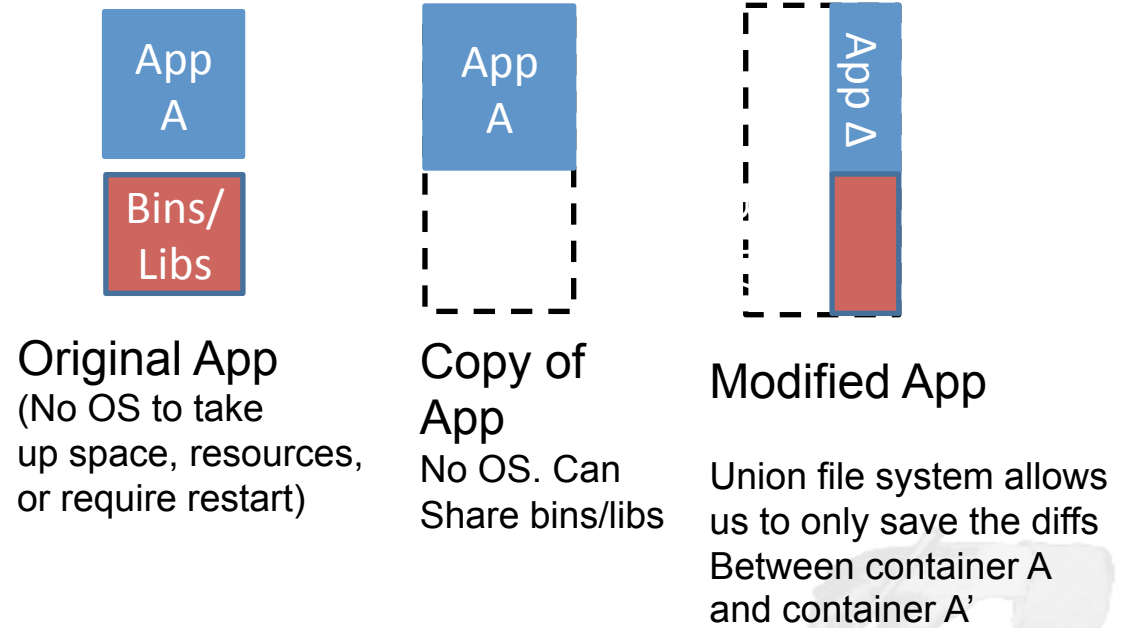 App
A
Bins/
Libs
Original App
(No OS to take
up space, resources,
or require restart)
App
A
Copy of
App
No OS. Can
Share bins/libs
App Δ
Modified App
Union file system allows
us to only save the diffs
Between container A
and container A’